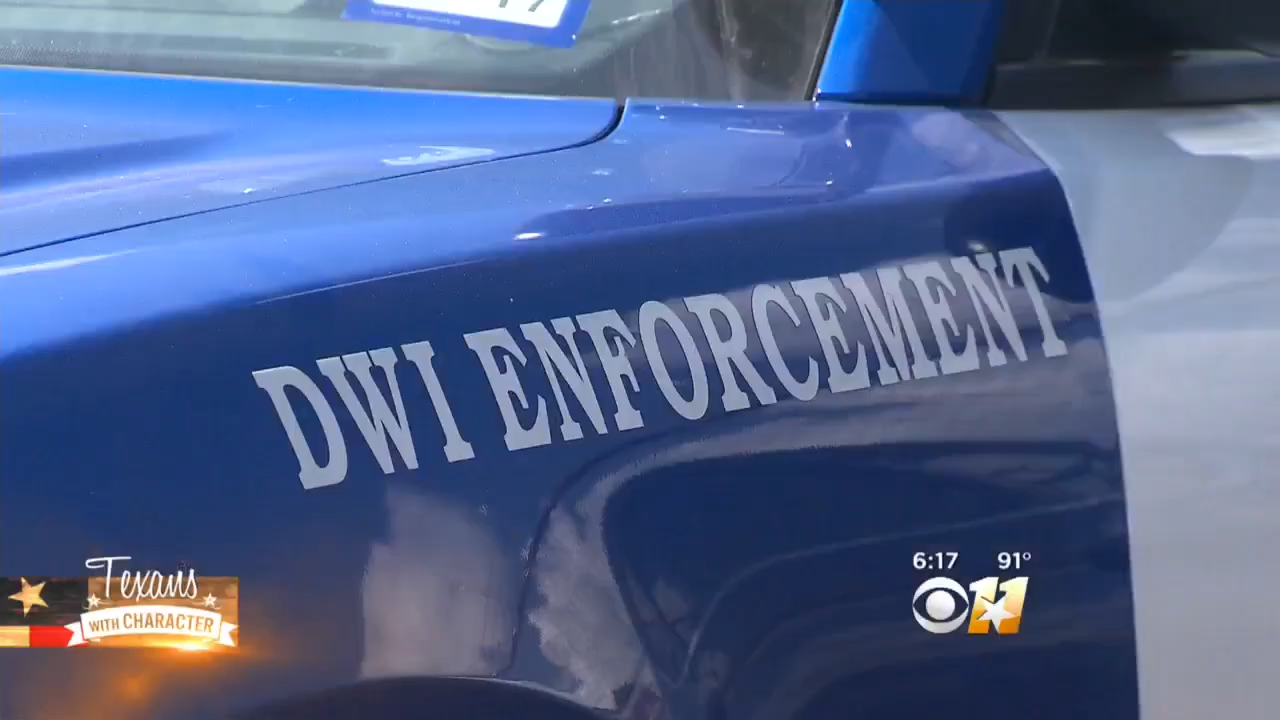 DWI ENFORCEMENT
6:17 91°
Texans
WITH CHARACTER
11